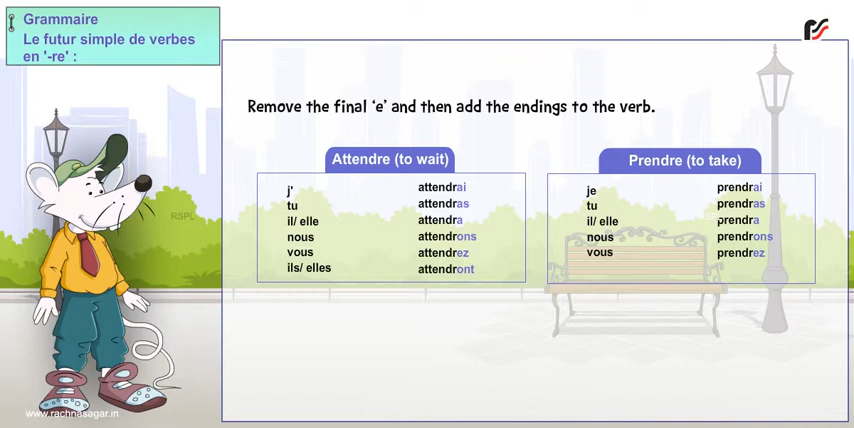 Grammaire
Le futur simple de verbes
en '-re' :
Remove the final 'e' and then add the endings to the verb.
Attendre (to wait)
j' attendrai
tu attendras
il/ elle attendra
nous attendrons
vous attendrez
ils/ elles attendront
Prendre (to take)
je prendrai
tu prendras
il/ elle prendra
nous prendrons
vous prendrez
RSPL
RSPL
www.rachnasagar.in